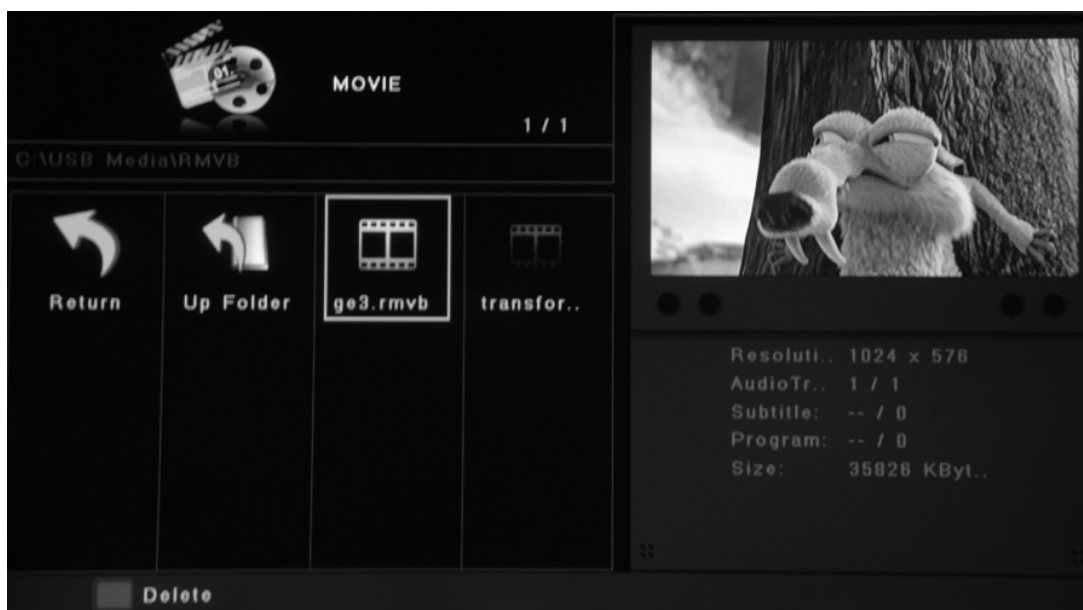 01.
MOVIE
1 / 1
C:\USB Media\RMVB
Return
Up Folder
ge3.rmvb
transfor..
Resoluti.. 1024 x 576
AudioTr.. 1 / 1
Subtitle: -- / 0
Program: -- / 0
Size: 35826 KByt..
Delete